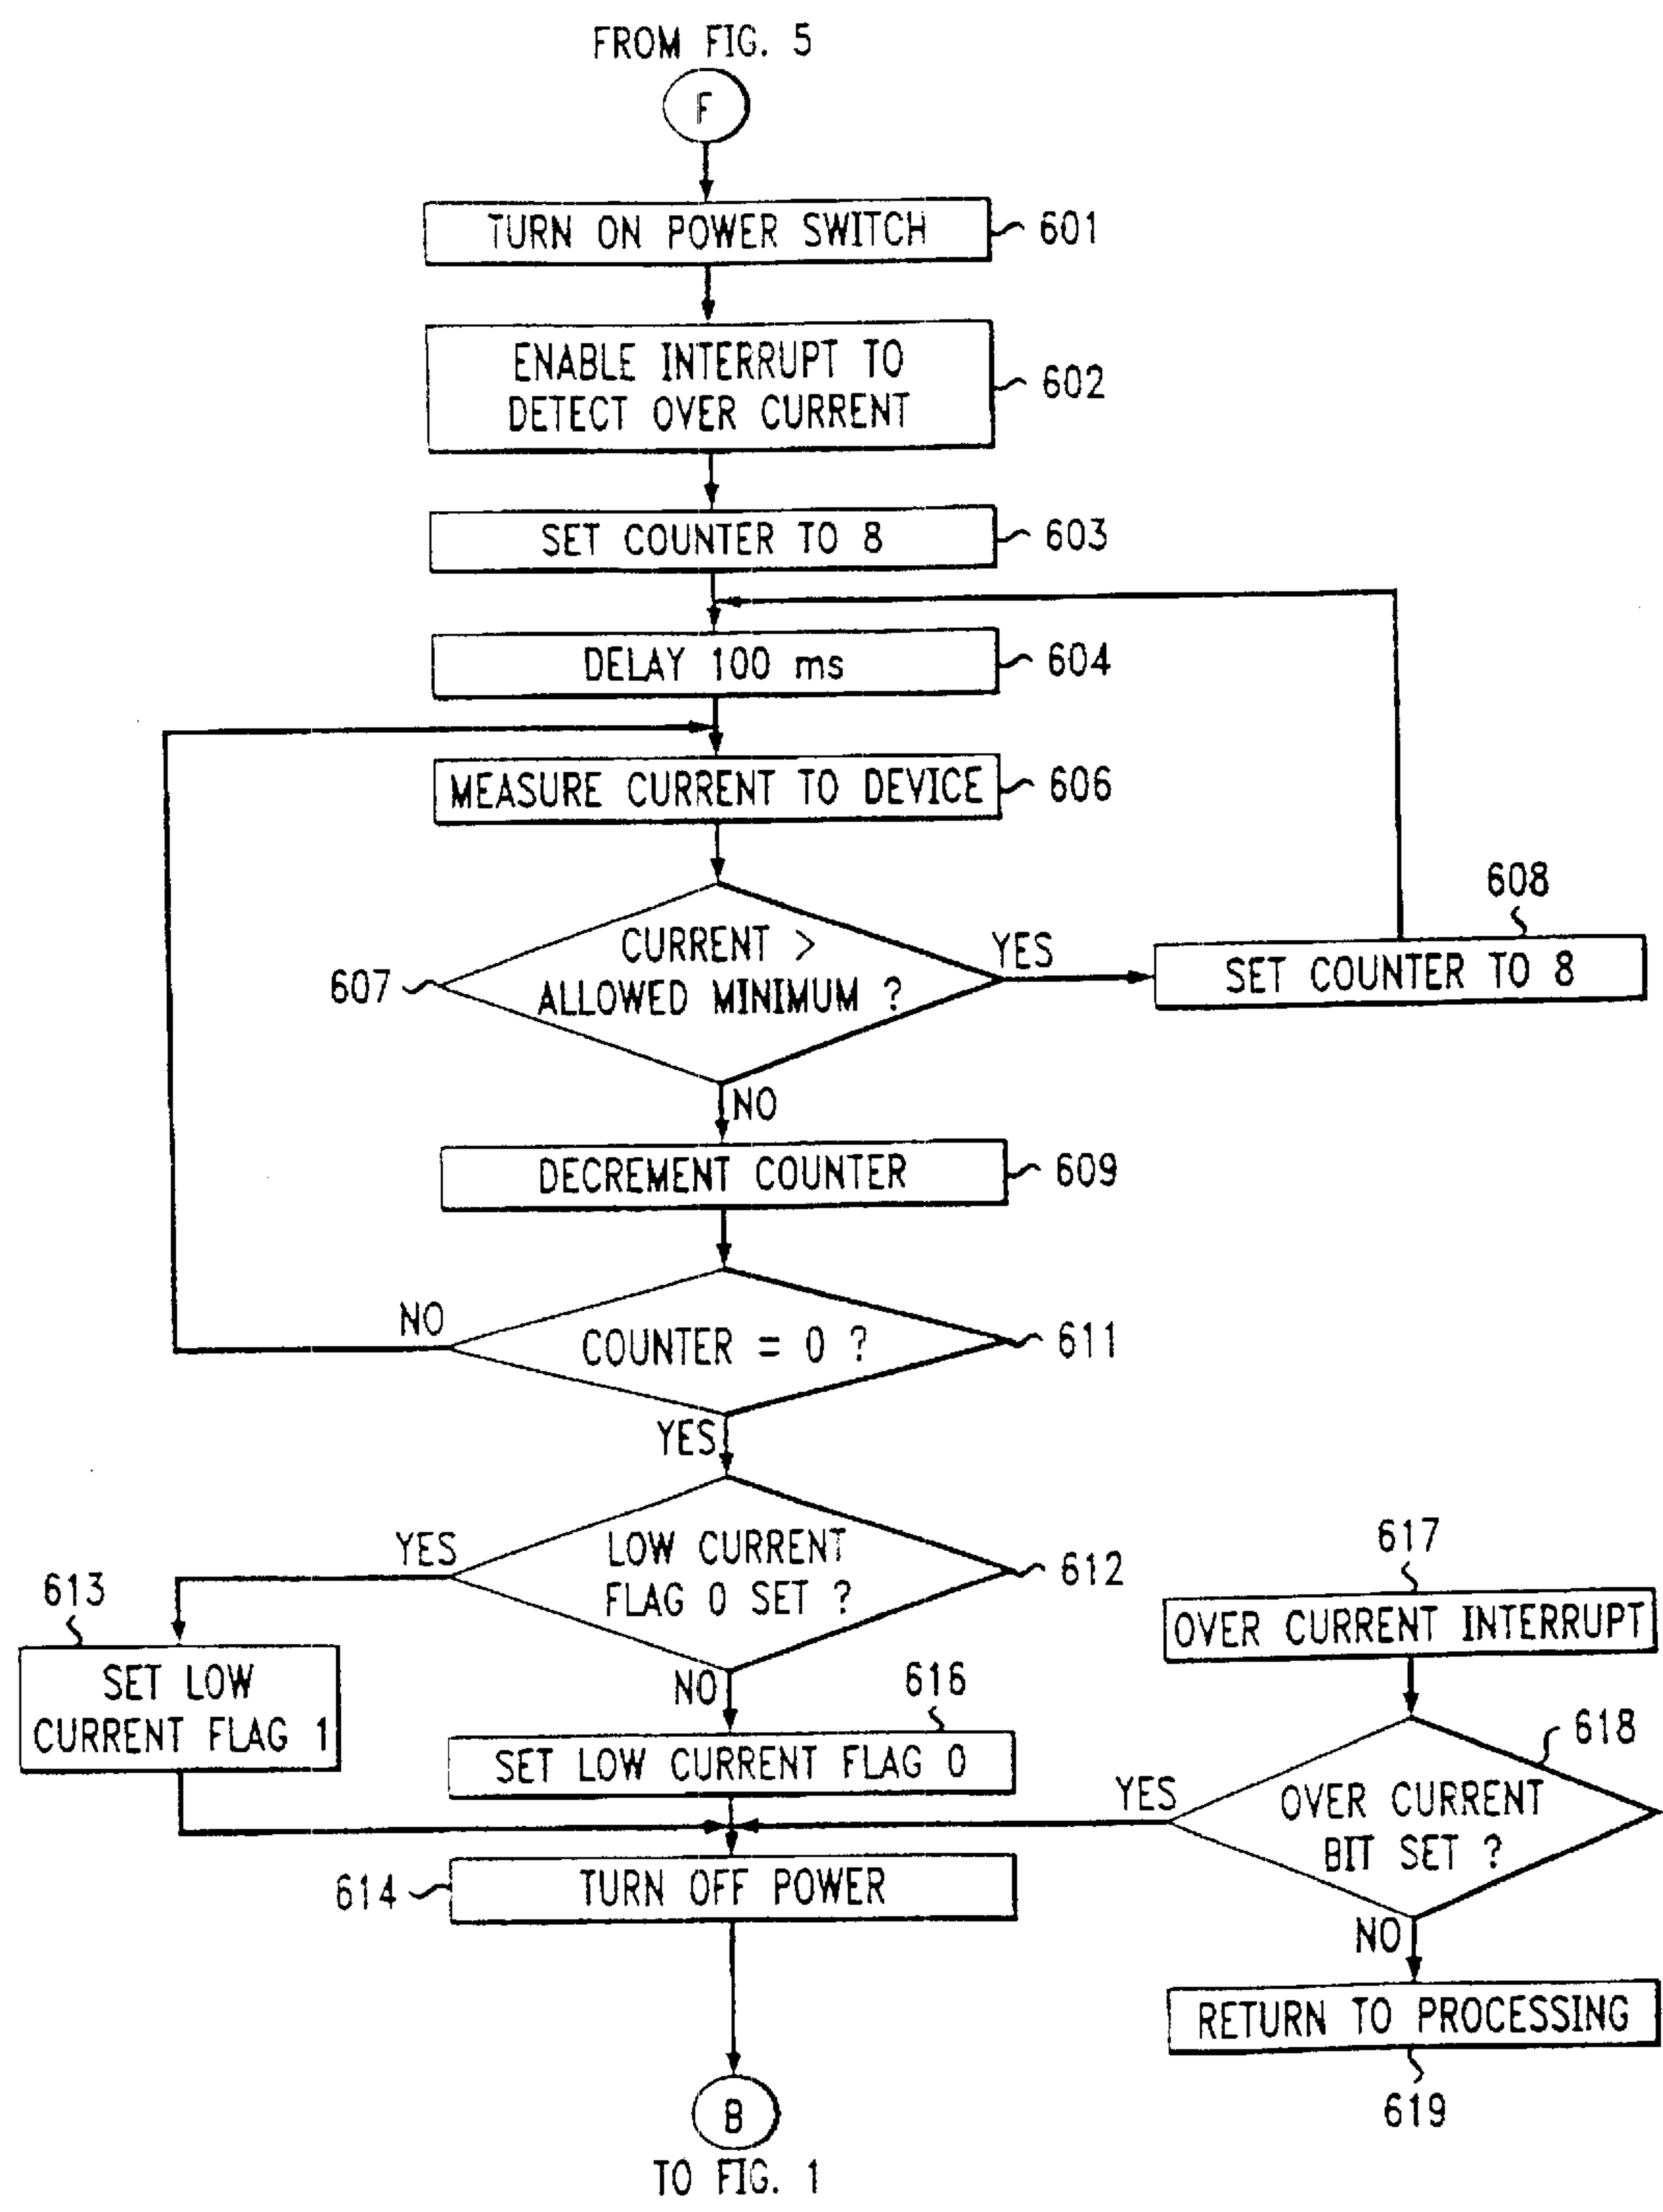 FROM FIG. 5
F
TURN ON POWER SWITCH
601
ENABLE INTERRUPT TO
DETECT OVER CURRENT
602
SET COUNTER TO 8
603
DELAY 100 ms
604
MEASURE CURRENT TO DEVICE
606
607
CURRENT >
ALLOWED MINIMUM ?
YES
608
SET COUNTER TO 8
NO
DECREMENT COUNTER
609
NO
COUNTER = 0 ?
611
YES
YES
LOW CURRENT
FLAG 0 SET ?
612
613
SET LOW
CURRENT FLAG 1
NO
616
SET LOW CURRENT FLAG 0
617
OVER CURRENT INTERRUPT
618
YES
OVER CURRENT
BIT SET ?
614
TURN OFF POWER
NO
RETURN TO PROCESSING
619
B
TO FIG. 1